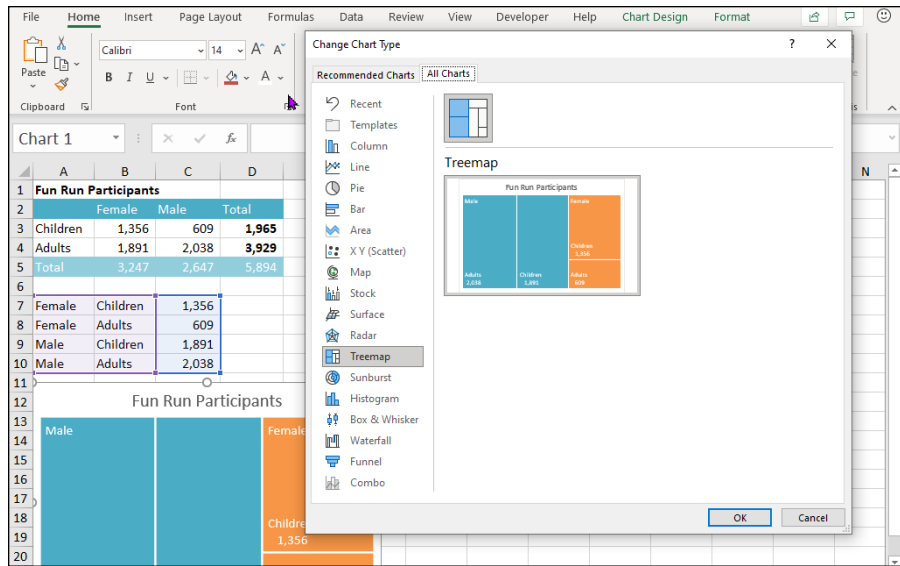 File Home Insert Page Layout Formulas Data Review View Developer Help Chart Design Format
Change Chart Type ? ×
Paste
Calibri 14 A A
B I U A
Clipboard Font
Recommended Charts All Charts
Chart 1 fx
Recent
Templates
Column
Line
Pie
Bar
Area
X Y (Scatter)
Map
Stock
Surface
Radar
Treemap
Sunburst
Histogram
Box & Whisker
Waterfall
Funnel
Combo
Treemap
Fun Run Participants
Male Female
Children
1,356
Adults Children Adults
2,038 1,891 609
OK Cancel
A B C D N
1 Fun Run Participants
2 Female Male Total
3 Children 1,356 609 1,965
4 Adults 1,891 2,038 3,929
5 Total 3,247 2,647 5,894
6
7 Female Children 1,356
8 Female Adults 609
9 Male Children 1,891
10 Male Adults 2,038
11
12 Fun Run Participants
13
14 Male Female
15
16
17
18 Childre
19 1,356
20